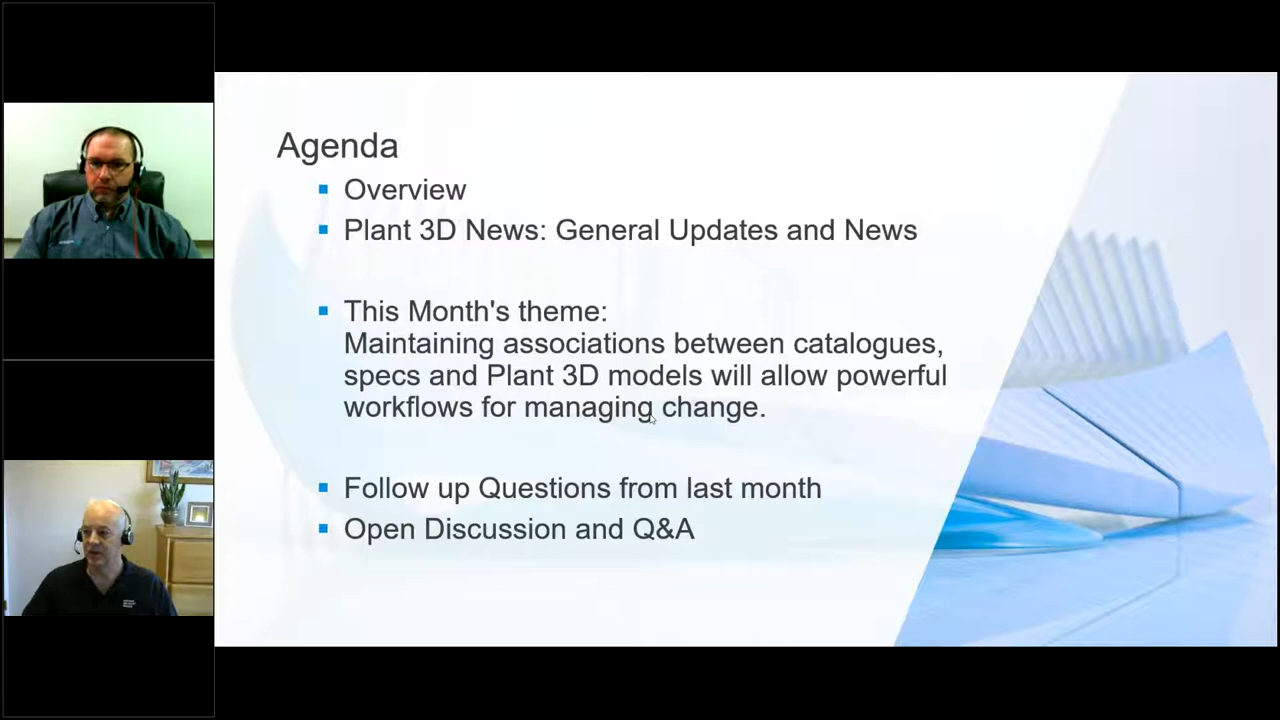 Agenda
Overview
Plant 3D News: General Updates and News
This Month's theme:
Maintaining associations between catalogues,
specs and Plant 3D models will allow powerful
workflows for managing change.
Follow up Questions from last month
Open Discussion and Q&A